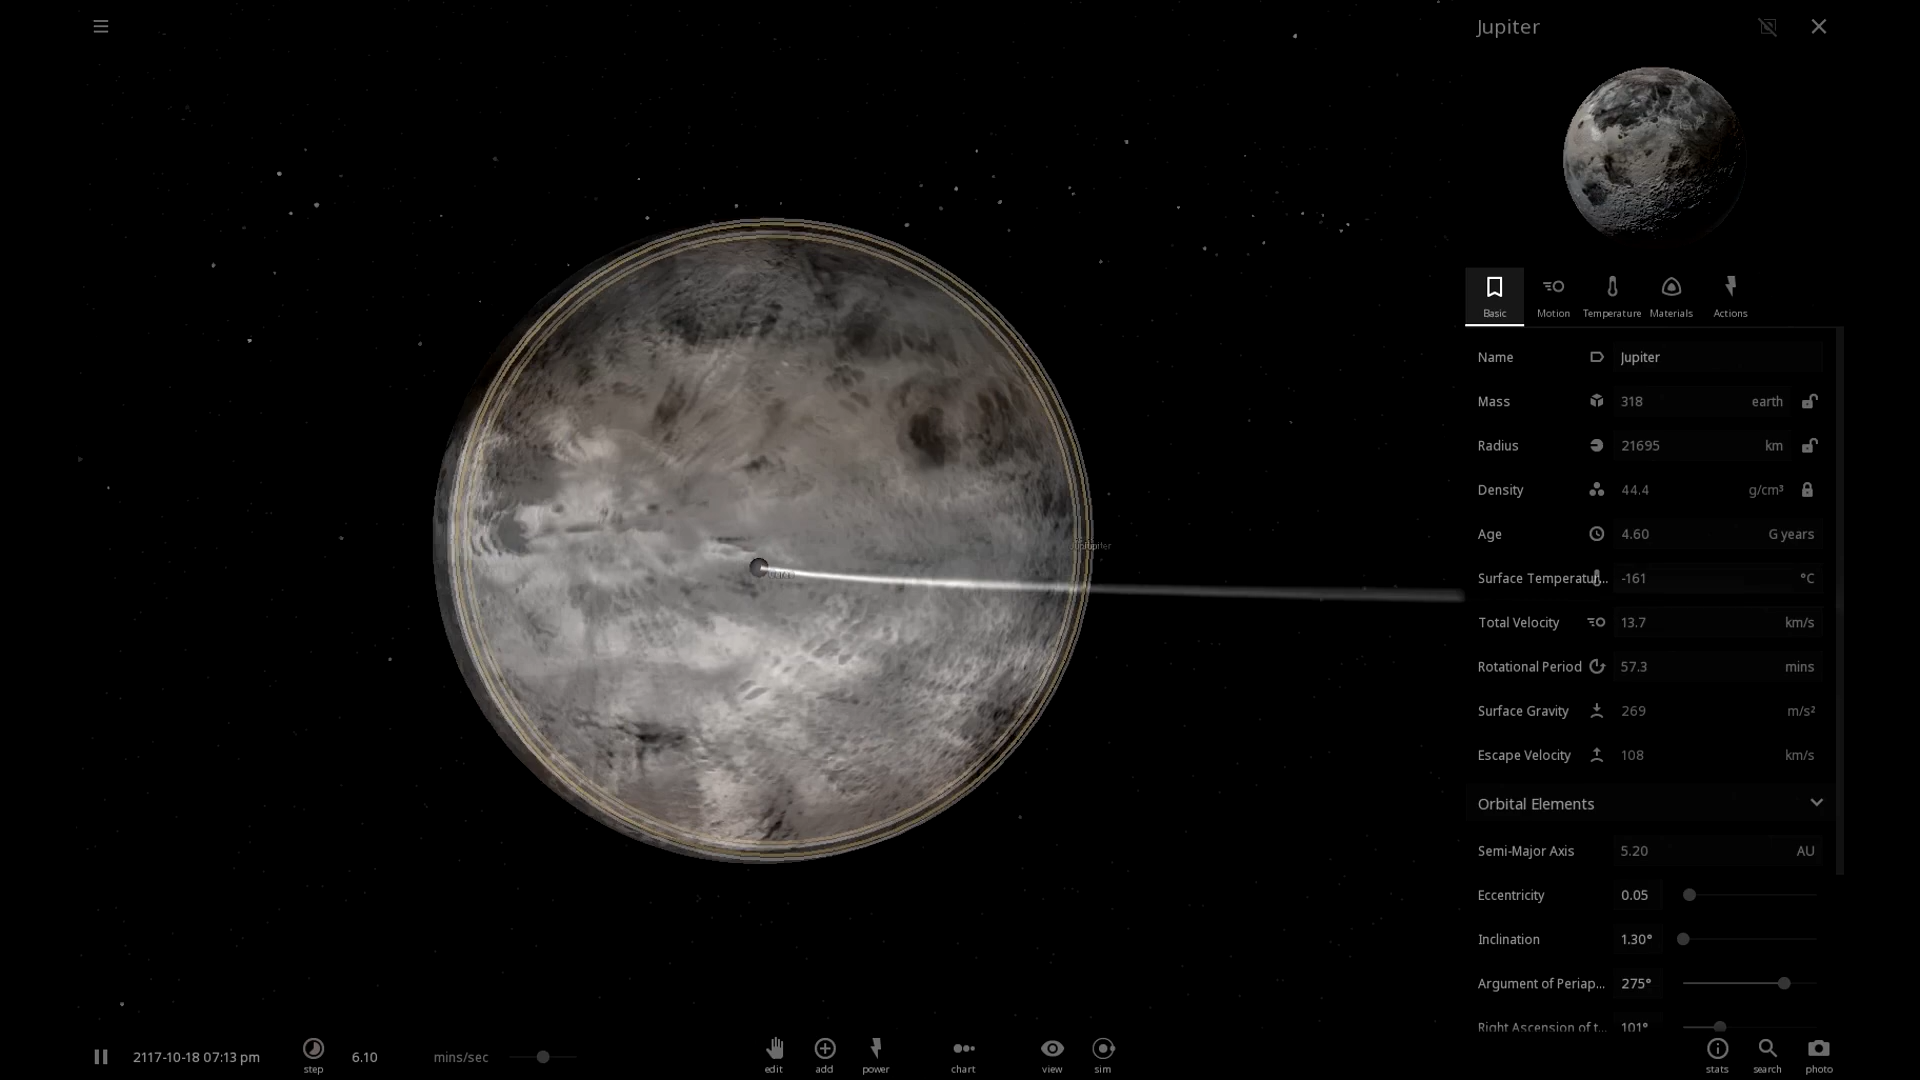 Jupiter
Basic
Motion
Temperature
Materials
Actions
Name Jupiter
Mass 318 earth
Radius 21695 km
Density 44.4 g/cm³
Age 4.60 G years
Surface Temperatur... -161 °C
Total Velocity 13.7 km/s
Rotational Period 57.3 mins
Surface Gravity 269 m/s²
Escape Velocity 108 km/s
Orbital Elements
Semi-Major Axis 5.20 AU
Eccentricity 0.05
Inclination 1.30°
Argument of Periap... 275°
Right Ascension of t... 101°
2117-10-18 07:13 pm
step
6.10 mins/sec
edit
add
power
chart
view
sim
stats
search
photo